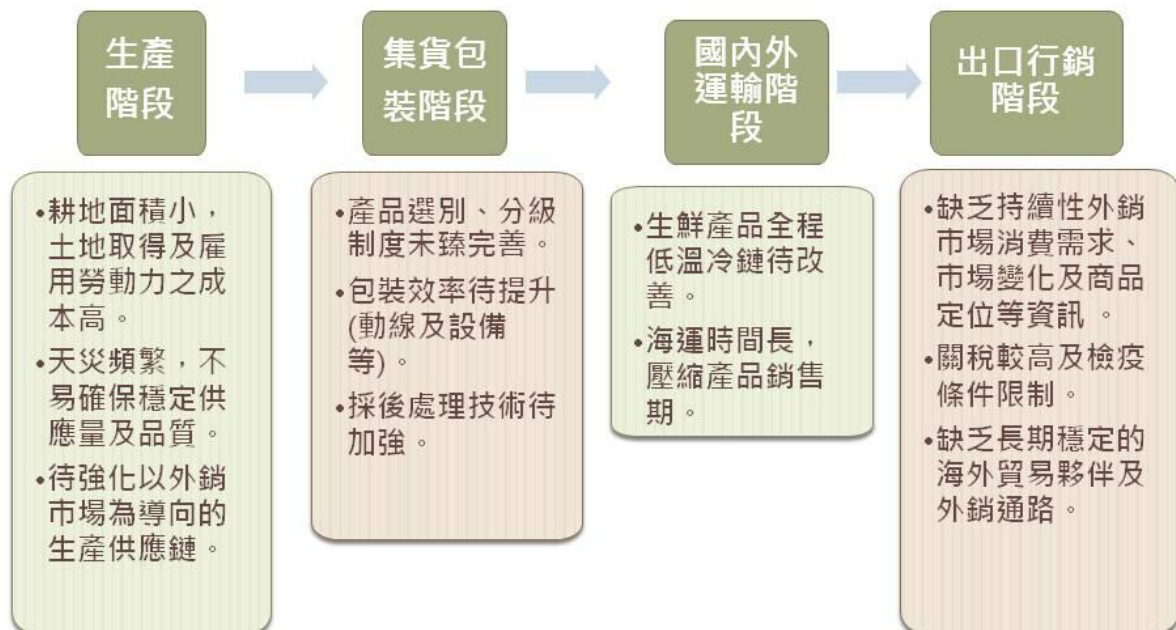 生產
階段
集貨包
裝階段
國內外
運輸階
段
出口行銷
階段
•耕地面積小，
土地取得及雇
用勞動力之成
本高。
•天災頻繁，不
易確保穩定供
應量及品質。
•待強化以外銷
市場為導向的
生產供應鏈。
•產品選別、分級
制度未臻完善。
•包裝效率待提升
(動線及設備
等)。
•採後處理技術待
加強。
•生鮮產品全程
低溫冷鏈待改
善。
•海運時間長，
壓縮產品銷售
期。
•缺乏持續性外銷
市場消費需求、
市場變化及商品
定位等資訊。
•關稅較高及檢疫
條件限制。
•缺乏長期穩定的
海外貿易夥伴及
外銷通路。